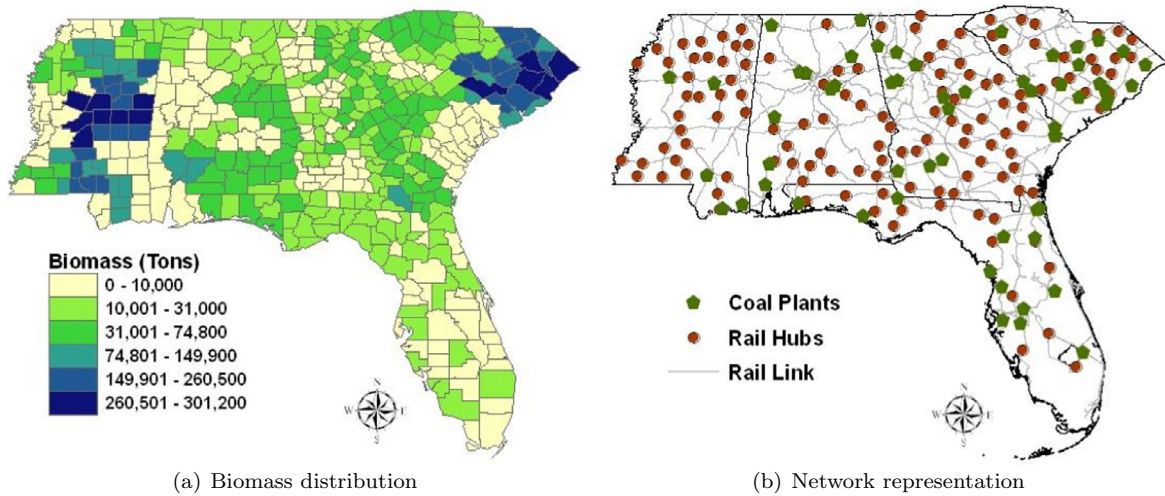 Biomass (Tons)
0 - 10,000
10,001 - 31,000
31,001 - 74,800
74,801 - 149,900
149,901 - 260,500
260,501 - 301,200
N
W E
S
(a) Biomass distribution
Coal Plants
Rail Hubs
Rail Link
N
W E
S
(b) Network representation